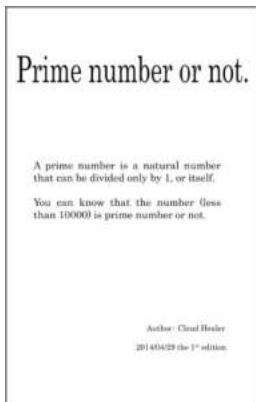 Prime number or not.
A prime number is a natural number
that can be divided only by 1, or itself.
You can know that the number (less
than 10000) is prime number or not.
Author: Cloud Healer
2014/04/29 the 1st edition